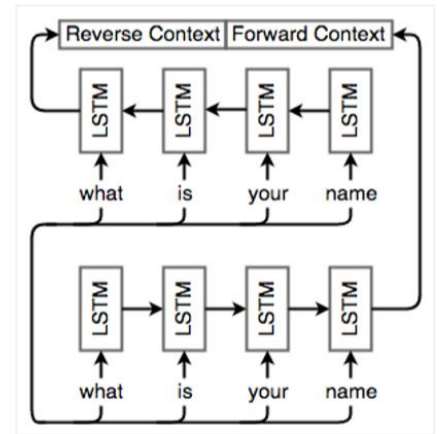 Reverse Context Forward Context
LSTM LSTM LSTM LSTM
what is your name
LSTM LSTM LSTM LSTM
what is your name